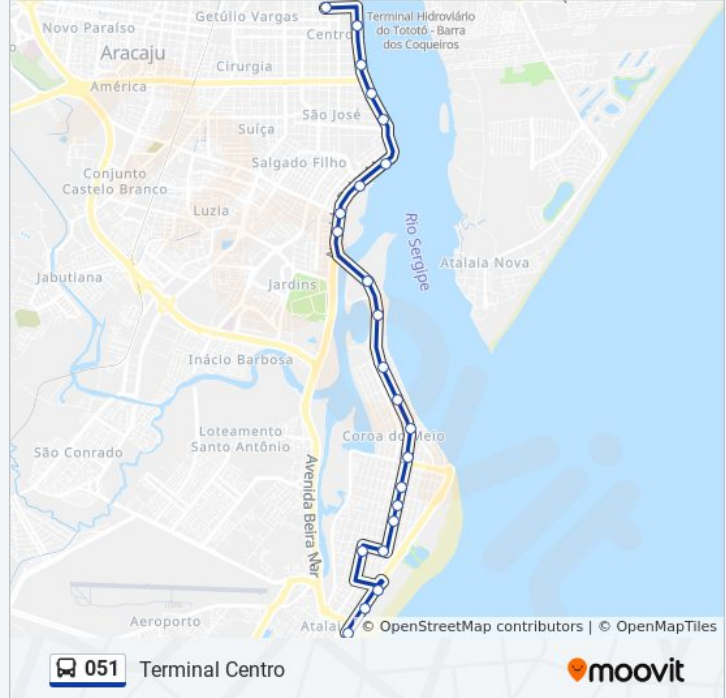 Getúlio Vargas
Terminal Hidroviário
do Tototó - Barra
dos Coqueiros
Novo Paraíso
Centro
Aracaju
Cirurgia
América
São José
Suíça
Salgado Filho
Conjunto
Castelo Branco
Luzia
Rio Sergipe
Atalaia Nova
Jabutiana
Jardins
Inácio Barbosa
Loteamento
Santo Antônio
Coroa do Meio
São Conrado
Avenida Beira Mar
Aeroporto
Atalaia
© OpenStreetMap contributors | © OpenMapTiles
051 Terminal Centro
moovit